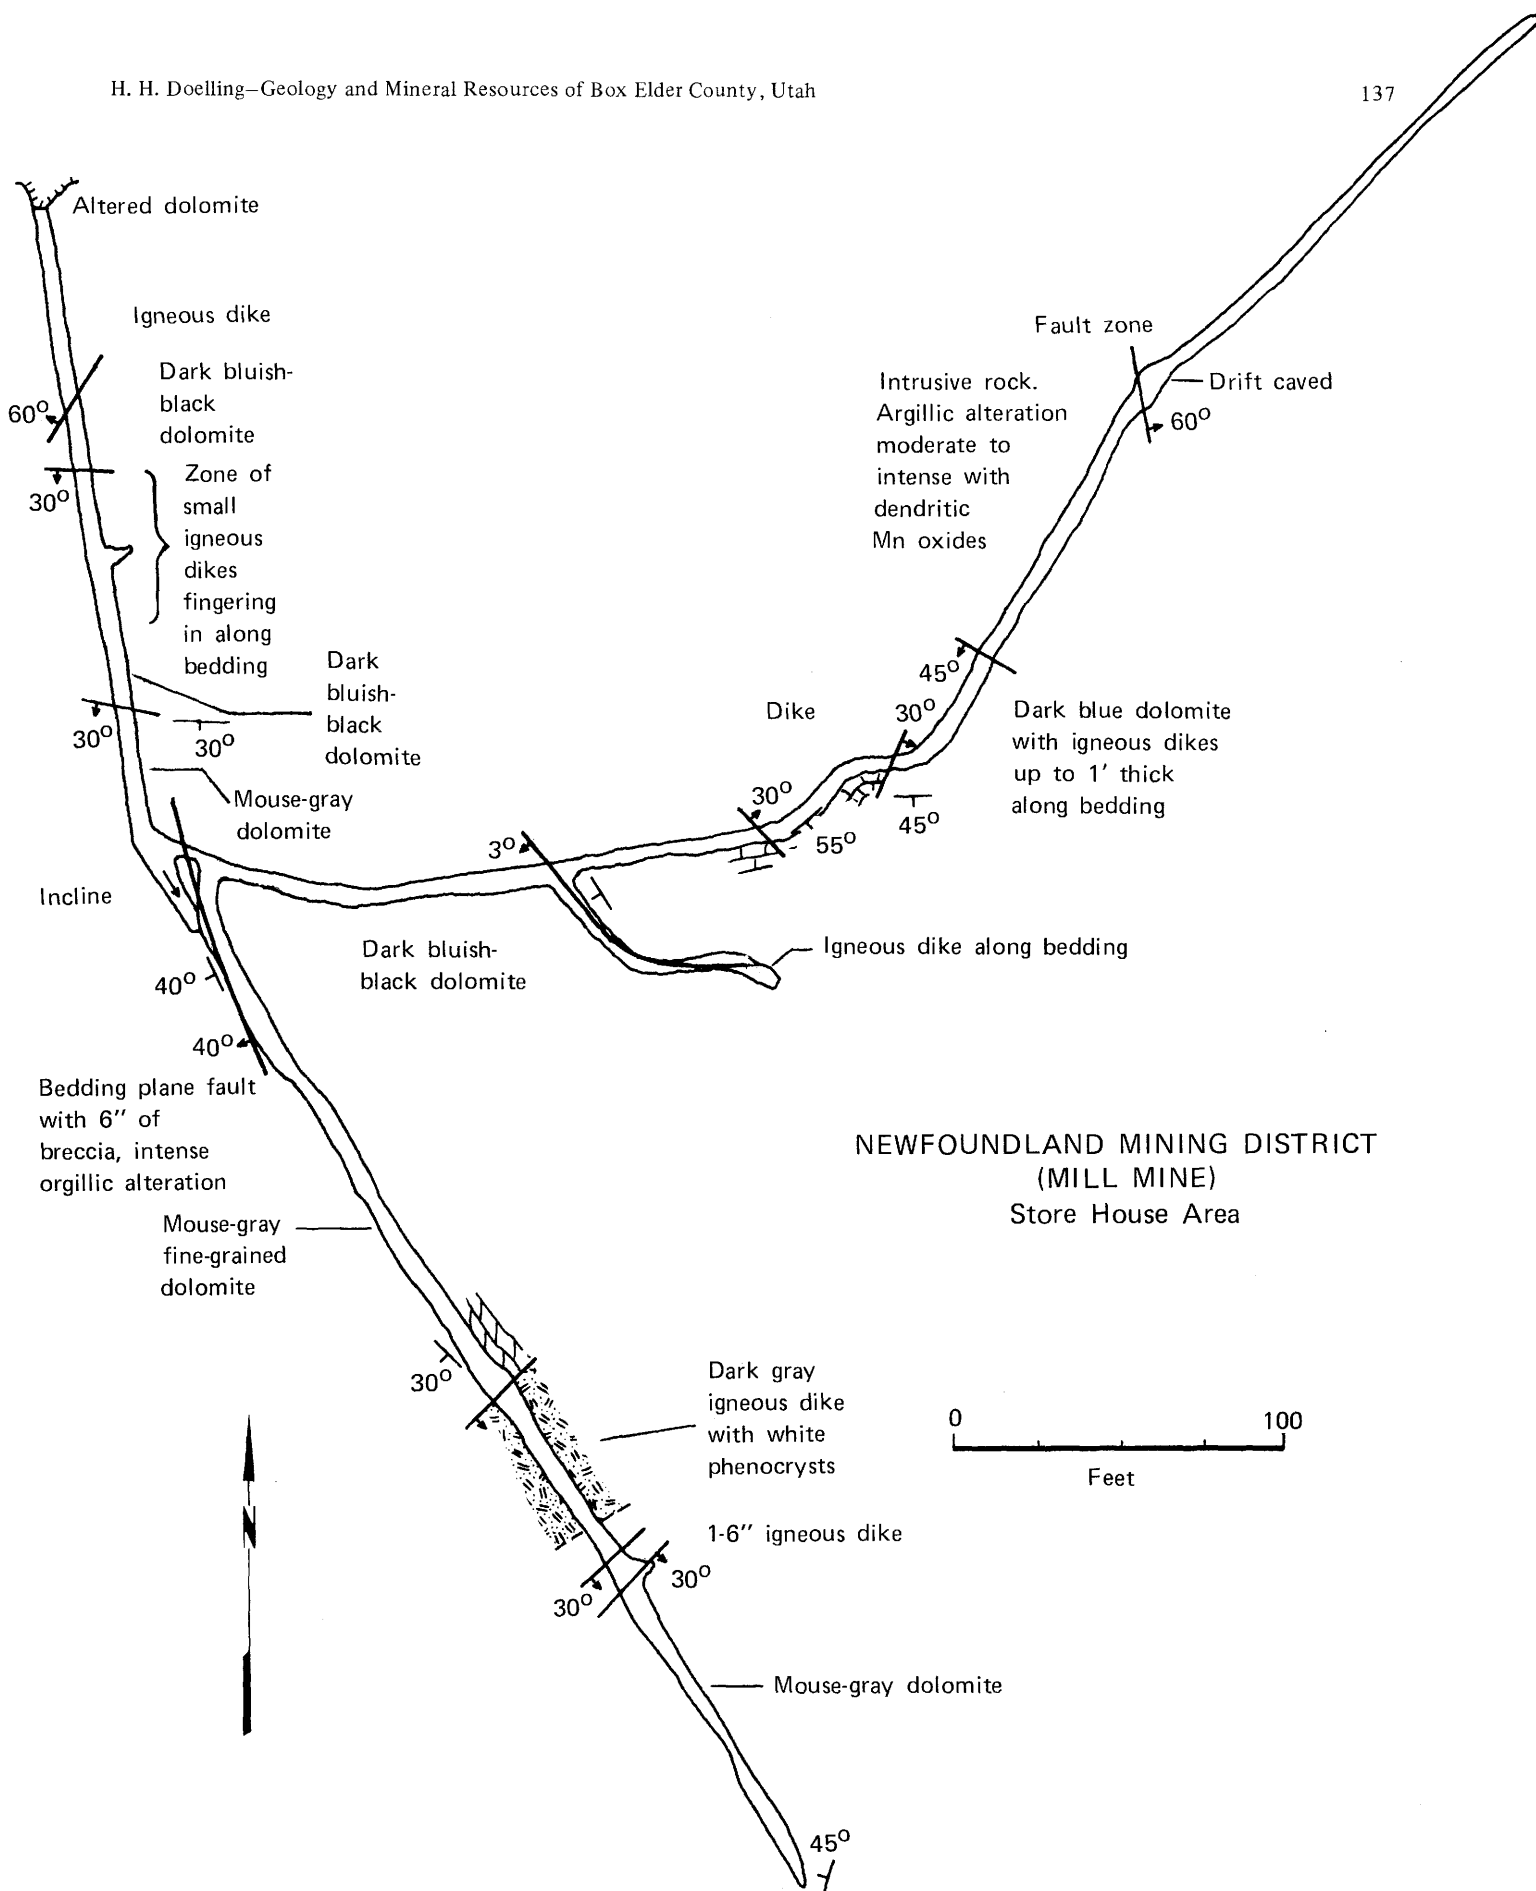 H. H. Doelling—Geology and Mineral Resources of Box Elder County, Utah
137
Altered dolomite
Igneous dike
Dark bluish-
black
dolomite
60°
30°
Zone of
small
igneous
dikes
fingering
in along
bedding
Dark
bluish-
black
dolomite
30°
30°
Mouse-gray
dolomite
Incline
40°
40°
Bedding plane fault
with 6" of
breccia, intense
orgillic alteration
Dark bluish-
black dolomite
3°
Igneous dike along bedding
30°
55°
Dike
30°
45°
45°
Dark blue dolomite
with igneous dikes
up to 1' thick
along bedding
Intrusive rock.
Argillic alteration
moderate to
intense with
dendritic
Mn oxides
Fault zone
Drift caved
60°
NEWFOUNDLAND MINING DISTRICT
(MILL MINE)
Store House Area
Mouse-gray
fine-grained
dolomite
30°
Dark gray
igneous dike
with white
phenocrysts
1-6" igneous dike
30°
30°
Mouse-gray dolomite
45°
N
0
100
Feet